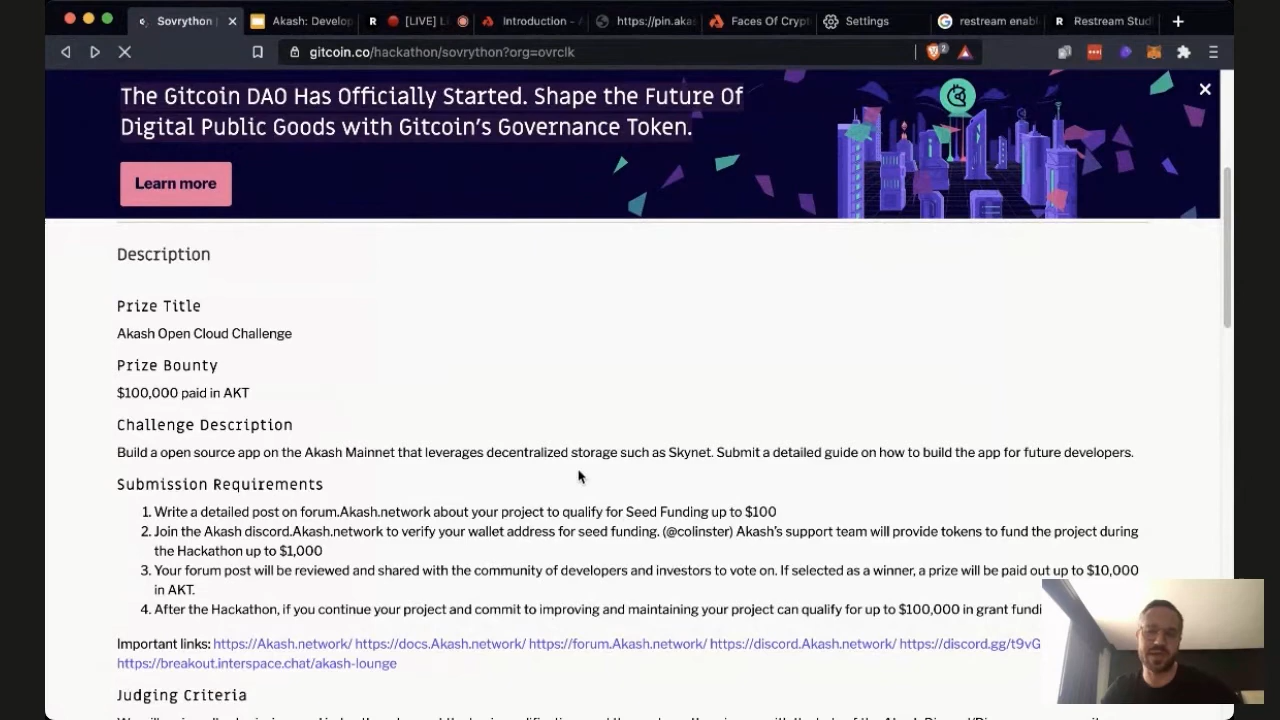 Sovrython
Akash: Develop
R
[LIVE] L
Introduction - A
https://pin.akas
Faces Of Crypt
Settings
restream enabl
R Restream Stud
gitcoin.co/hackathon/sovrython?org=ovrclk
2
The Gitcoin DAO Has Officially Started. Shape the Future Of
Digital Public Goods with Gitcoin's Governance Token.
Learn more
Description
Prize Title
Akash Open Cloud Challenge
Prize Bounty
$100,000 paid in AKT
Challenge Description
Build a open source app on the Akash Mainnet that leverages decentralized storage such as Skynet. Submit a detailed guide on how to build the app for future developers.
Submission Requirements
1. Write a detailed post on forum.Akash.network about your project to qualify for Seed Funding up to $100
2. Join the Akash discord.Akash.network to verify your wallet address for seed funding. (@colinster) Akash's support team will provide tokens to fund the project during
the Hackathon up to $1,000
3. Your forum post will be reviewed and shared with the community of developers and investors to vote on. If selected as a winner, a prize will be paid out up to $10,000
in AKT.
4. After the Hackathon, if you continue your project and commit to improving and maintaining your project can qualify for up to $100,000 in grant fundi
Important links: https://Akash.network/ https://docs.Akash.network/ https://forum.Akash.network/ https://discord.Akash.network/ https://discord.gg/t9vG
https://breakout.interspace.chat/akash-lounge
Judging Criteria